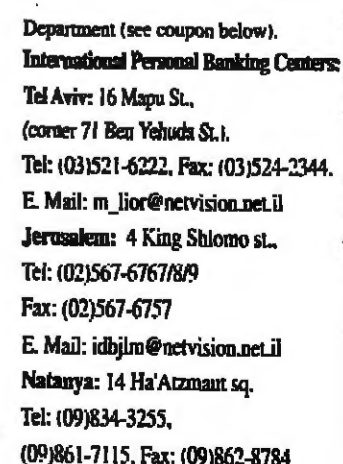 Department (see coupon below).
International Personal Banking Centers:
Tel Aviv: 16 Mapu St.,
(corner 71 Ben Yehuda St.).
Tel: (03)521-6222, Fax: (03)524-2344.
E. Mail: m_lior@netvision.net.il
Jerusalem: 4 King Shlomo st.,
Tel: (02)567-6767/8/9
Fax: (02)567-6757
E. Mail: idbjlm@netvision.net.il
Natanya: 14 Ha'Atzmaut sq.
Tel: (09)834-3255,
(09)861-7115, Fax: (09)862-8784